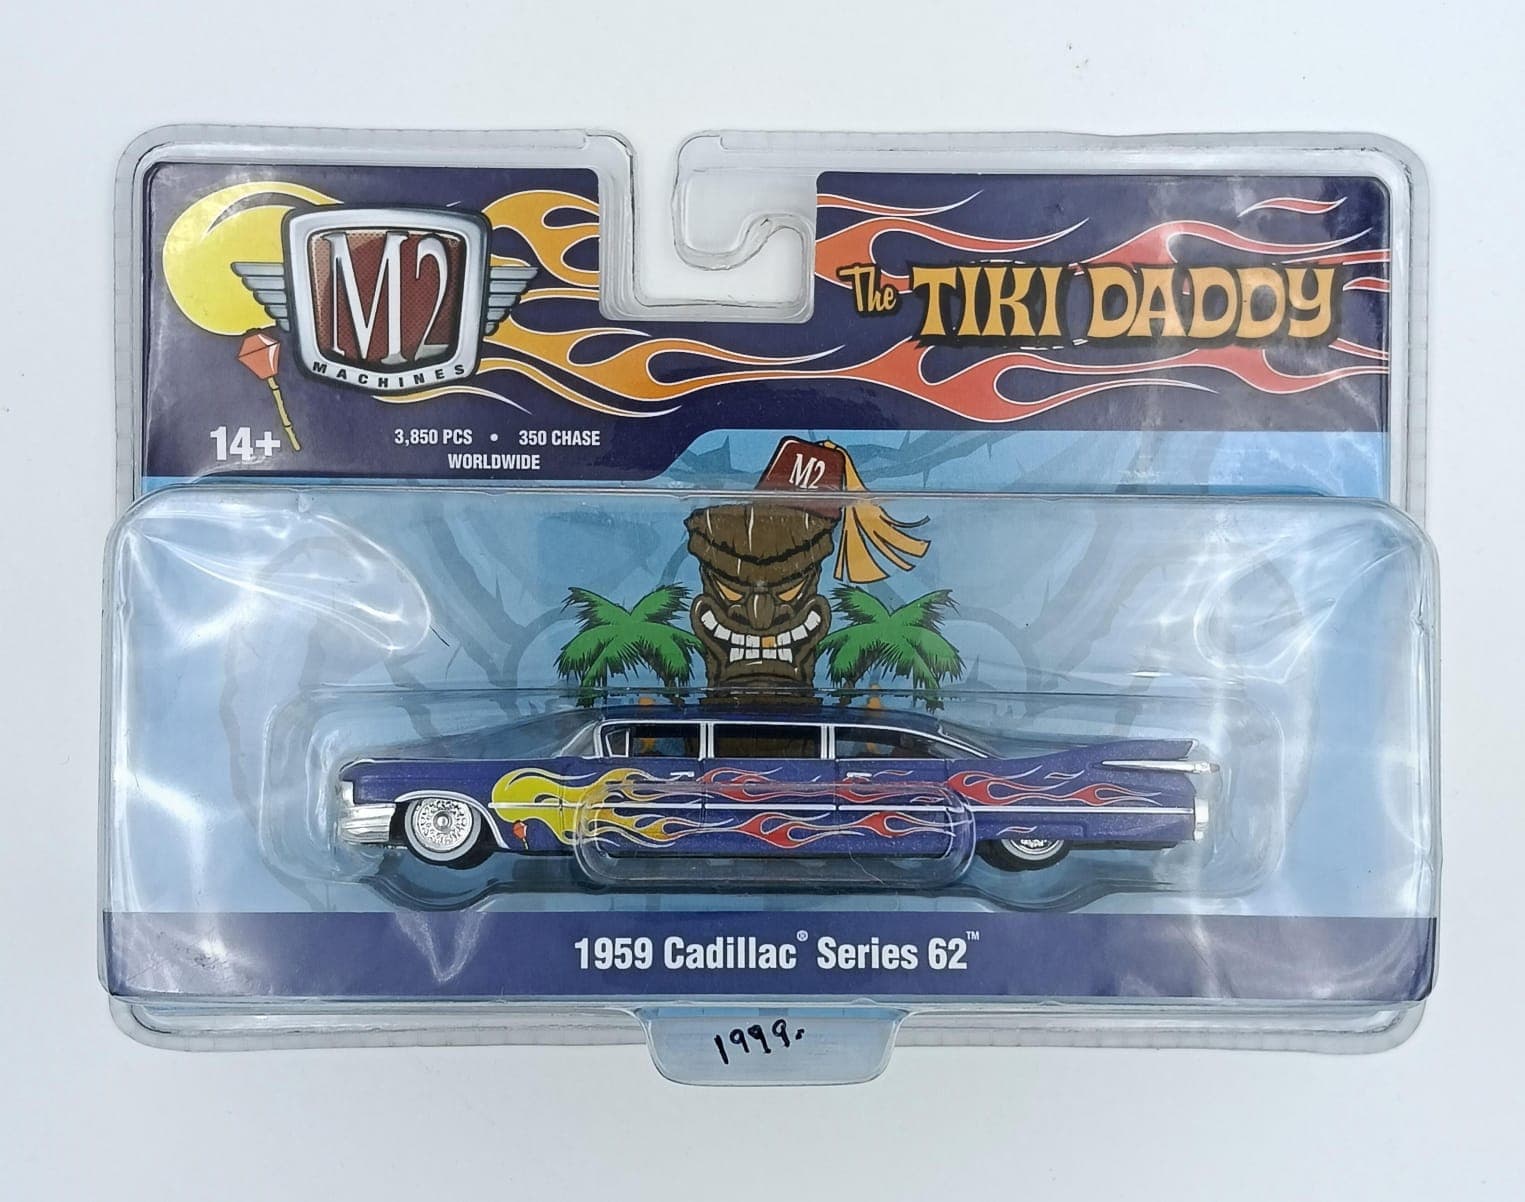 M2
MACHINES
The TIKI DADDY
14+
3,850 PCS • 350 CHASE
WORLDWIDE
M2
1959 Cadillac® Series 62™
1999.